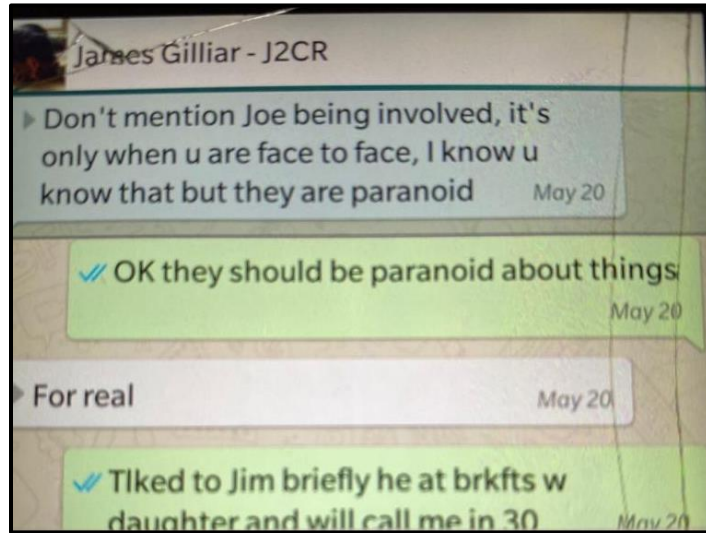 James Gilliar - J2CR
Don't mention Joe being involved, it's
only when u are face to face, I know u
know that but they are paranoid May 20
OK they should be paranoid about things
May 20
For real May 20
Tlked to Jim briefly he at brkfts w
daughter and will call me in 30 May 20